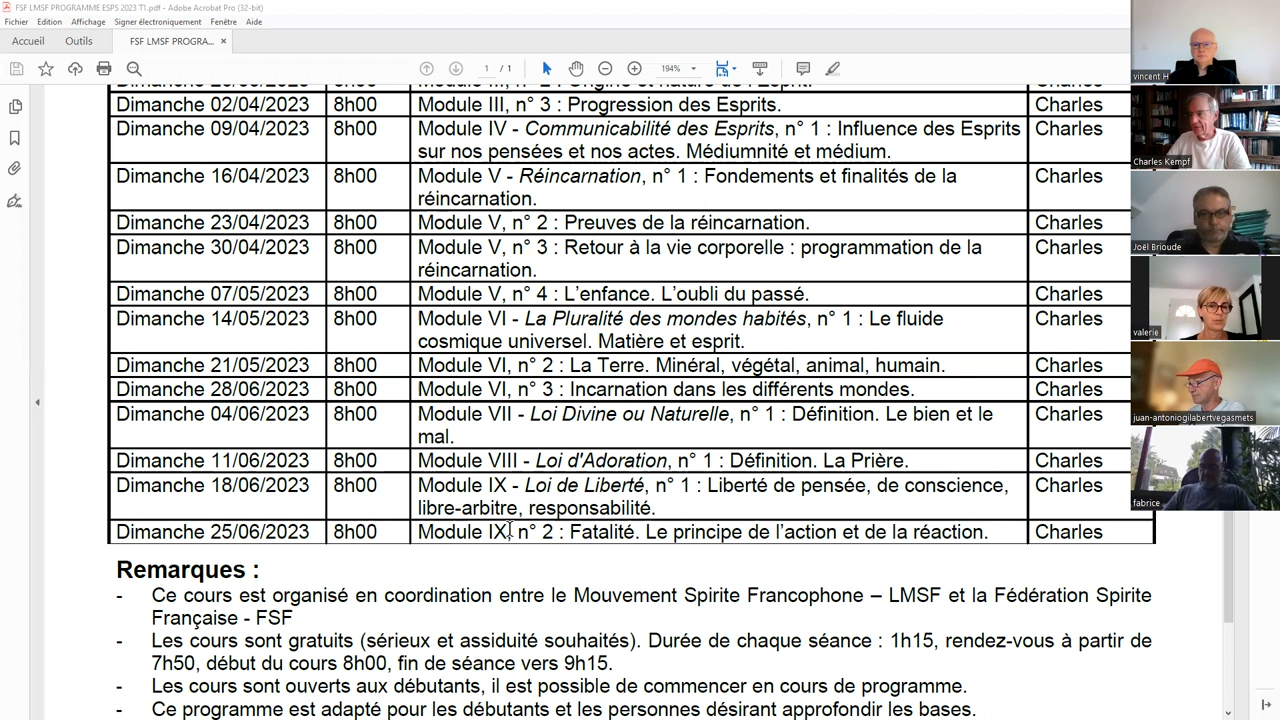 FSF LMSF PROGRAMME ESPS 2023 T1.pdf - Adobe Acrobat Pro (32-bit)
Fichier Edition Affichage Signer électroniquement Fenêtre Aide
Accueil Outils FSF LMSF PROGRA... ×
1 / 1 194%
Dimanche 02/04/2023 8h00 Module III, n° 3 : Progression des Esprits. Charles
Dimanche 09/04/2023 8h00 Module IV - Communicabilité des Esprits, n° 1 : Influence des Esprits Charles
sur nos pensées et nos actes. Médiumnité et médium.
Dimanche 16/04/2023 8h00 Module V - Réincarnation, n° 1 : Fondements et finalités de la Charles
réincarnation.
Dimanche 23/04/2023 8h00 Module V, n° 2 : Preuves de la réincarnation. Charles
Dimanche 30/04/2023 8h00 Module V, n° 3 : Retour à la vie corporelle : programmation de la Charles
réincarnation.
Dimanche 07/05/2023 8h00 Module V, n° 4 : L’enfance. L’oubli du passé. Charles
Dimanche 14/05/2023 8h00 Module VI - La Pluralité des mondes habités, n° 1 : Le fluide Charles
cosmique universel. Matière et esprit.
Dimanche 21/05/2023 8h00 Module VI, n° 2 : La Terre. Minéral, végétal, animal, humain. Charles
Dimanche 28/06/2023 8h00 Module VI, n° 3 : Incarnation dans les différents mondes. Charles
Dimanche 04/06/2023 8h00 Module VII - Loi Divine ou Naturelle, n° 1 : Définition. Le bien et le Charles
mal.
Dimanche 11/06/2023 8h00 Module VIII - Loi d'Adoration, n° 1 : Définition. La Prière. Charles
Dimanche 18/06/2023 8h00 Module IX - Loi de Liberté, n° 1 : Liberté de pensée, de conscience, Charles
libre-arbitre, responsabilité.
Dimanche 25/06/2023 8h00 Module IX, n° 2 : Fatalité. Le principe de l’action et de la réaction. Charles
Remarques :
- Ce cours est organisé en coordination entre le Mouvement Spirite Francophone – LMSF et la Fédération Spirite
Française - FSF
- Les cours sont gratuits (sérieux et assiduité souhaités). Durée de chaque séance : 1h15, rendez-vous à partir de
7h50, début du cours 8h00, fin de séance vers 9h15.
- Les cours sont ouverts aux débutants, il est possible de commencer en cours de programme.
- Ce programme est adapté pour les débutants et les personnes désirant approfondir les bases.
vincent H
Charles Kempf
Joël Brioude
valerie
juan-antoniogilabertvegasmets
fabrice